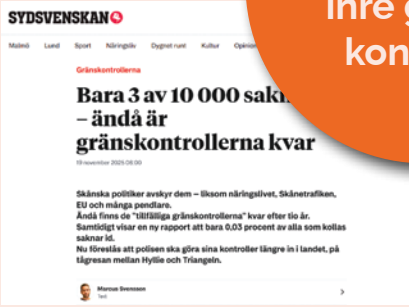 SYDSVENSKAN
inre g
kon
Malmö Lund Sport Näringsliv Dygnet runt Kultur Opinion
Gränskontrollerna
Bara 3 av 10 000 sakn
– ändå är
gränskontrollerna kvar
19 november 2025 06:00
Skånska politiker avskyr dem – liksom näringslivet, Skånetrafiken,
EU och många pendlare.
Ändå finns de "tillfälliga gränskontrollerna" kvar efter tio år.
Samtidigt visar en ny rapport att bara 0,03 procent av alla som kollas
saknar id.
Nu föreslås att polisen ska göra sina kontroller längre in i landet, på
tågresan mellan Hyllie och Triangeln.
Marcus Svensson
Text